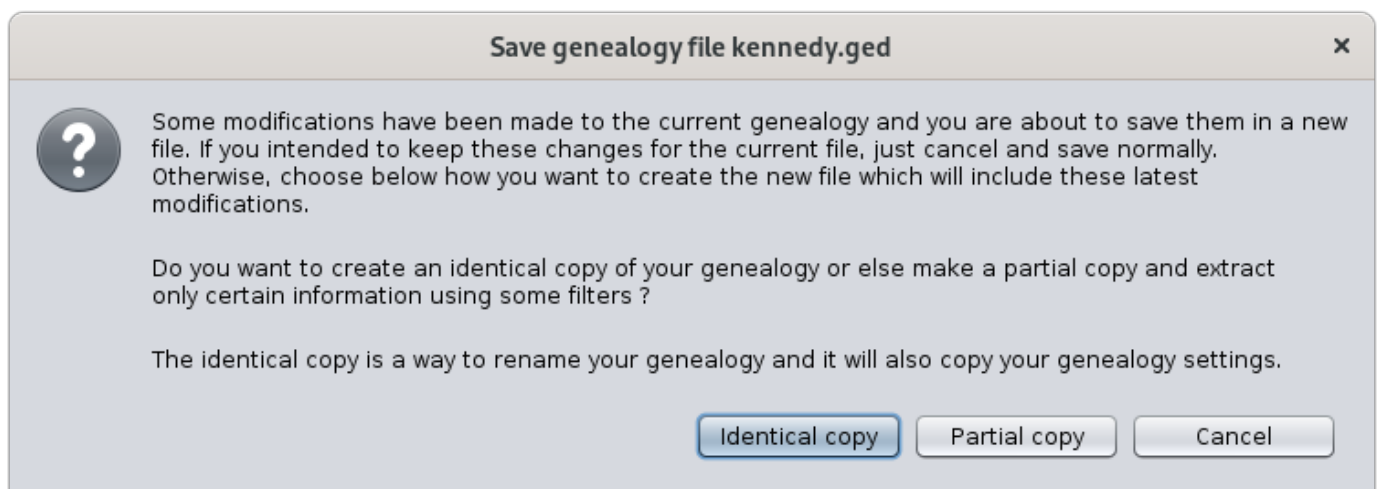 Save genealogy file kennedy.ged
Some modifications have been made to the current genealogy and you are about to save them in a new
file. If you intended to keep these changes for the current file, just cancel and save normally.
Otherwise, choose below how you want to create the new file which will include these latest
modifications.
Do you want to create an identical copy of your genealogy or else make a partial copy and extract
only certain information using some filters ?
The identical copy is a way to rename your genealogy and it will also copy your genealogy settings.
Identical copy Partial copy Cancel